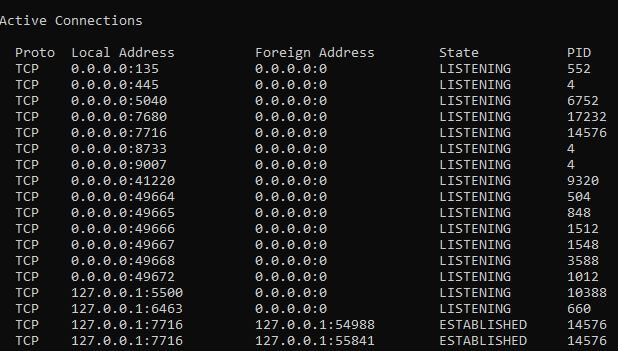 Active Connections
Proto Local Address Foreign Address State PID
TCP 0.0.0.0:135 0.0.0.0:0 LISTENING 552
TCP 0.0.0.0:445 0.0.0.0:0 LISTENING 4
TCP 0.0.0.0:5040 0.0.0.0:0 LISTENING 6752
TCP 0.0.0.0:7680 0.0.0.0:0 LISTENING 17232
TCP 0.0.0.0:7716 0.0.0.0:0 LISTENING 14576
TCP 0.0.0.0:8733 0.0.0.0:0 LISTENING 4
TCP 0.0.0.0:9007 0.0.0.0:0 LISTENING 4
TCP 0.0.0.0:41220 0.0.0.0:0 LISTENING 9320
TCP 0.0.0.0:49664 0.0.0.0:0 LISTENING 504
TCP 0.0.0.0:49665 0.0.0.0:0 LISTENING 848
TCP 0.0.0.0:49666 0.0.0.0:0 LISTENING 1512
TCP 0.0.0.0:49667 0.0.0.0:0 LISTENING 1548
TCP 0.0.0.0:49668 0.0.0.0:0 LISTENING 3588
TCP 0.0.0.0:49672 0.0.0.0:0 LISTENING 1012
TCP 127.0.0.1:5500 0.0.0.0:0 LISTENING 10388
TCP 127.0.0.1:6463 0.0.0.0:0 LISTENING 660
TCP 127.0.0.1:7716 127.0.0.1:54988 ESTABLISHED 14576
TCP 127.0.0.1:7716 127.0.0.1:55841 ESTABLISHED 14576